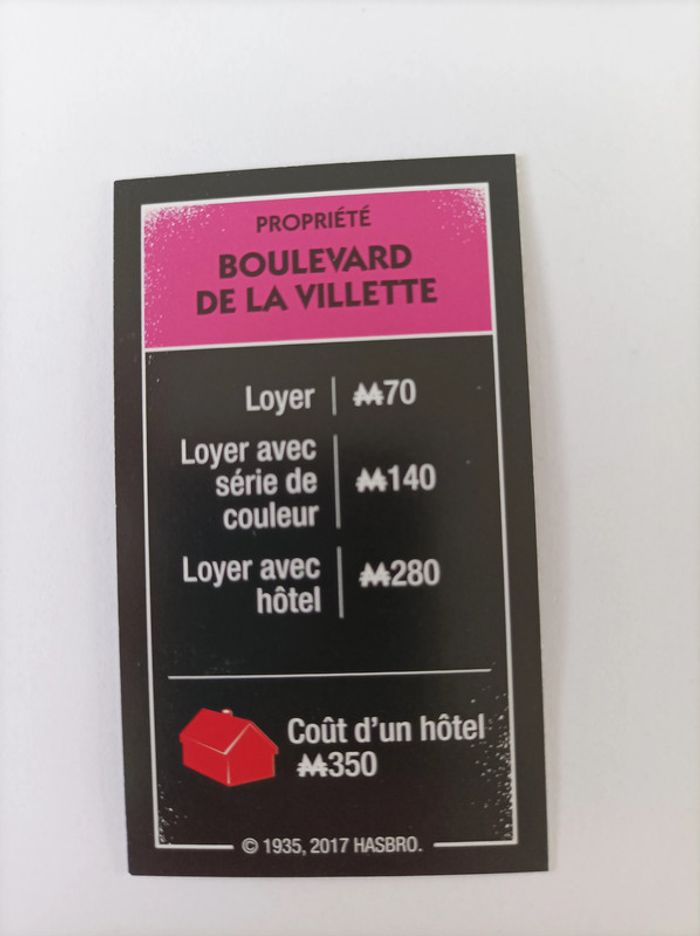 PROPRIÉTÉ
BOULEVARD
DE LA VILLETTE
Loyer | ₩70
Loyer avec
série de
couleur | ₩140
Loyer avec
hôtel | ₩280
Coût d'un hôtel
₩350
© 1935, 2017 HASBRO.